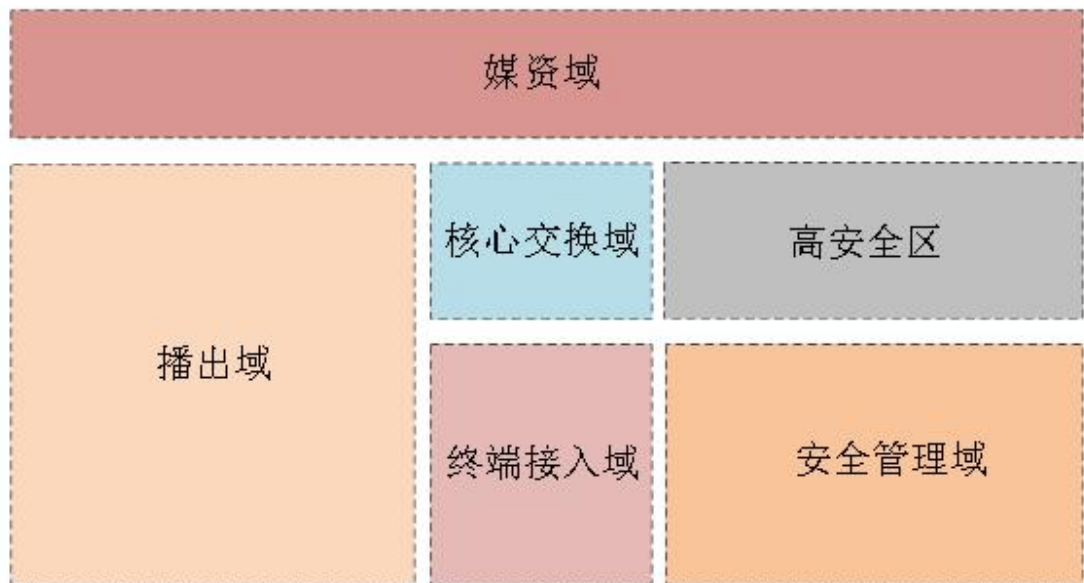 媒资域
核心交换域
高安全区
播出域
终端接入域
安全管理域